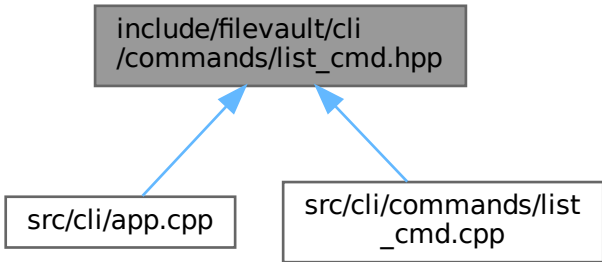 include/filevault/cli
/commands/list_cmd.hpp
src/cli/app.cpp
src/cli/commands/list
_cmd.cpp